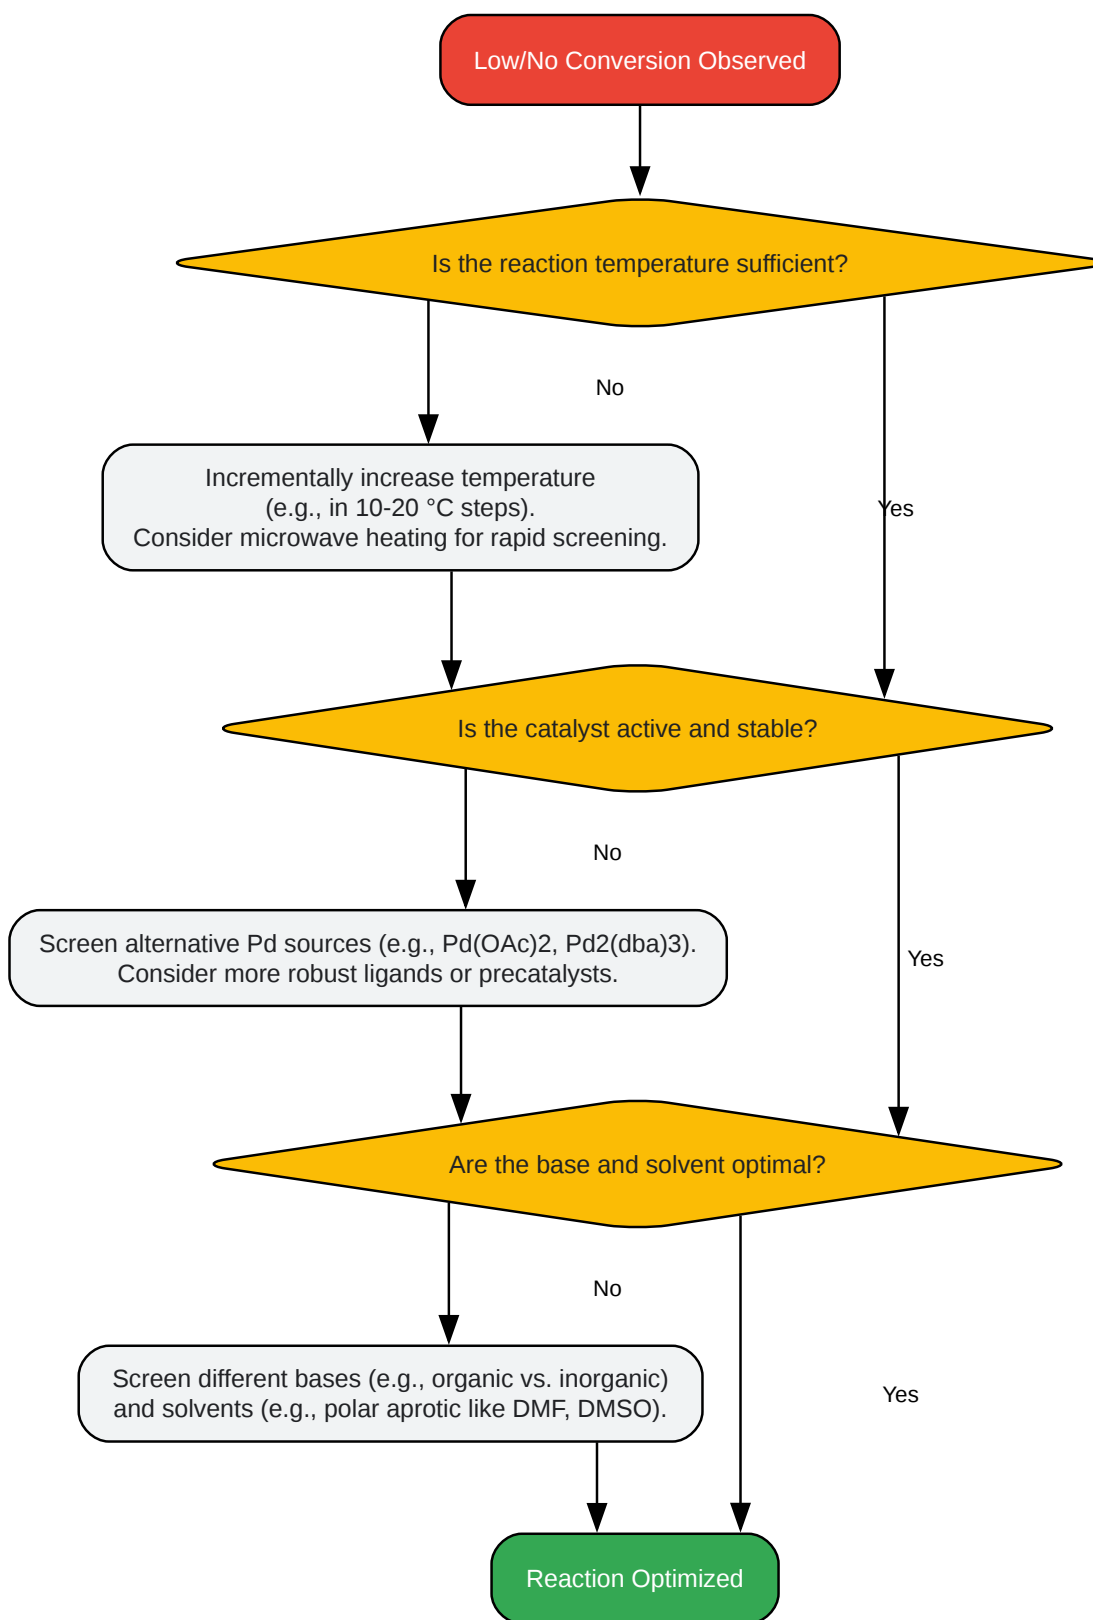 Low/No Conversion Observed
Is the reaction temperature sufficient?
No
Incrementally increase temperature
(e.g., in 10-20 °C steps).
Consider microwave heating for rapid screening.
Yes
Is the catalyst active and stable?
No
Screen alternative Pd sources (e.g., Pd(OAc)2, Pd2(dba)3).
Consider more robust ligands or precatalysts.
Yes
Are the base and solvent optimal?
No
Screen different bases (e.g., organic vs. inorganic)
and solvents (e.g., polar aprotic like DMF, DMSO).
Yes
Reaction Optimized